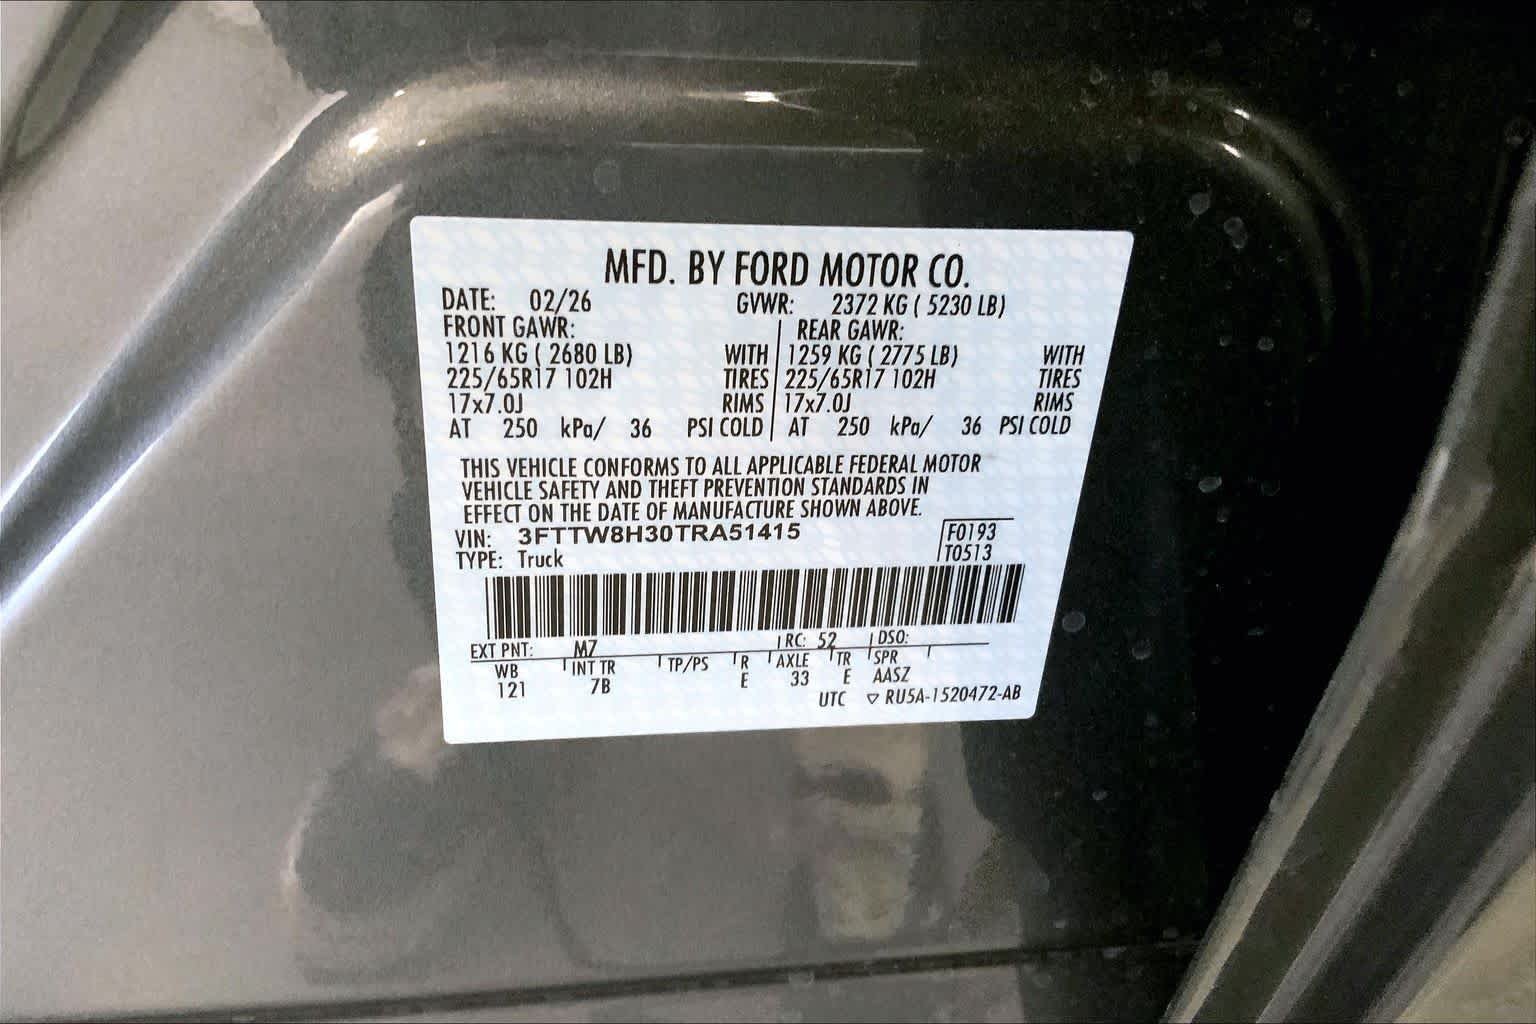 MFD. BY FORD MOTOR CO.
DATE: 02/26 GVWR: 2372 KG ( 5230 LB)
FRONT GAWR: REAR GAWR:
1216 KG ( 2680 LB) WITH 1259 KG ( 2775 LB) WITH
225/65R17 102H TIRES 225/65R17 102H TIRES
17x7.0J RIMS 17x7.0J RIMS
AT 250 kPa/ 36 PSI COLD AT 250 kPa/ 36 PSI COLD
THIS VEHICLE CONFORMS TO ALL APPLICABLE FEDERAL MOTOR
VEHICLE SAFETY AND THEFT PREVENTION STANDARDS IN
EFFECT ON THE DATE OF MANUFACTURE SHOWN ABOVE.
VIN: 3FTTW8H30TRA51415 F0193
TYPE: Truck T0513
EXT PNT: M7 RC: 52 DSO:
WB INT TR TP/PS R AXLE TR SPR
121 7B E 33 E AASZ
UTC ▽ RU5A-1520472-AB